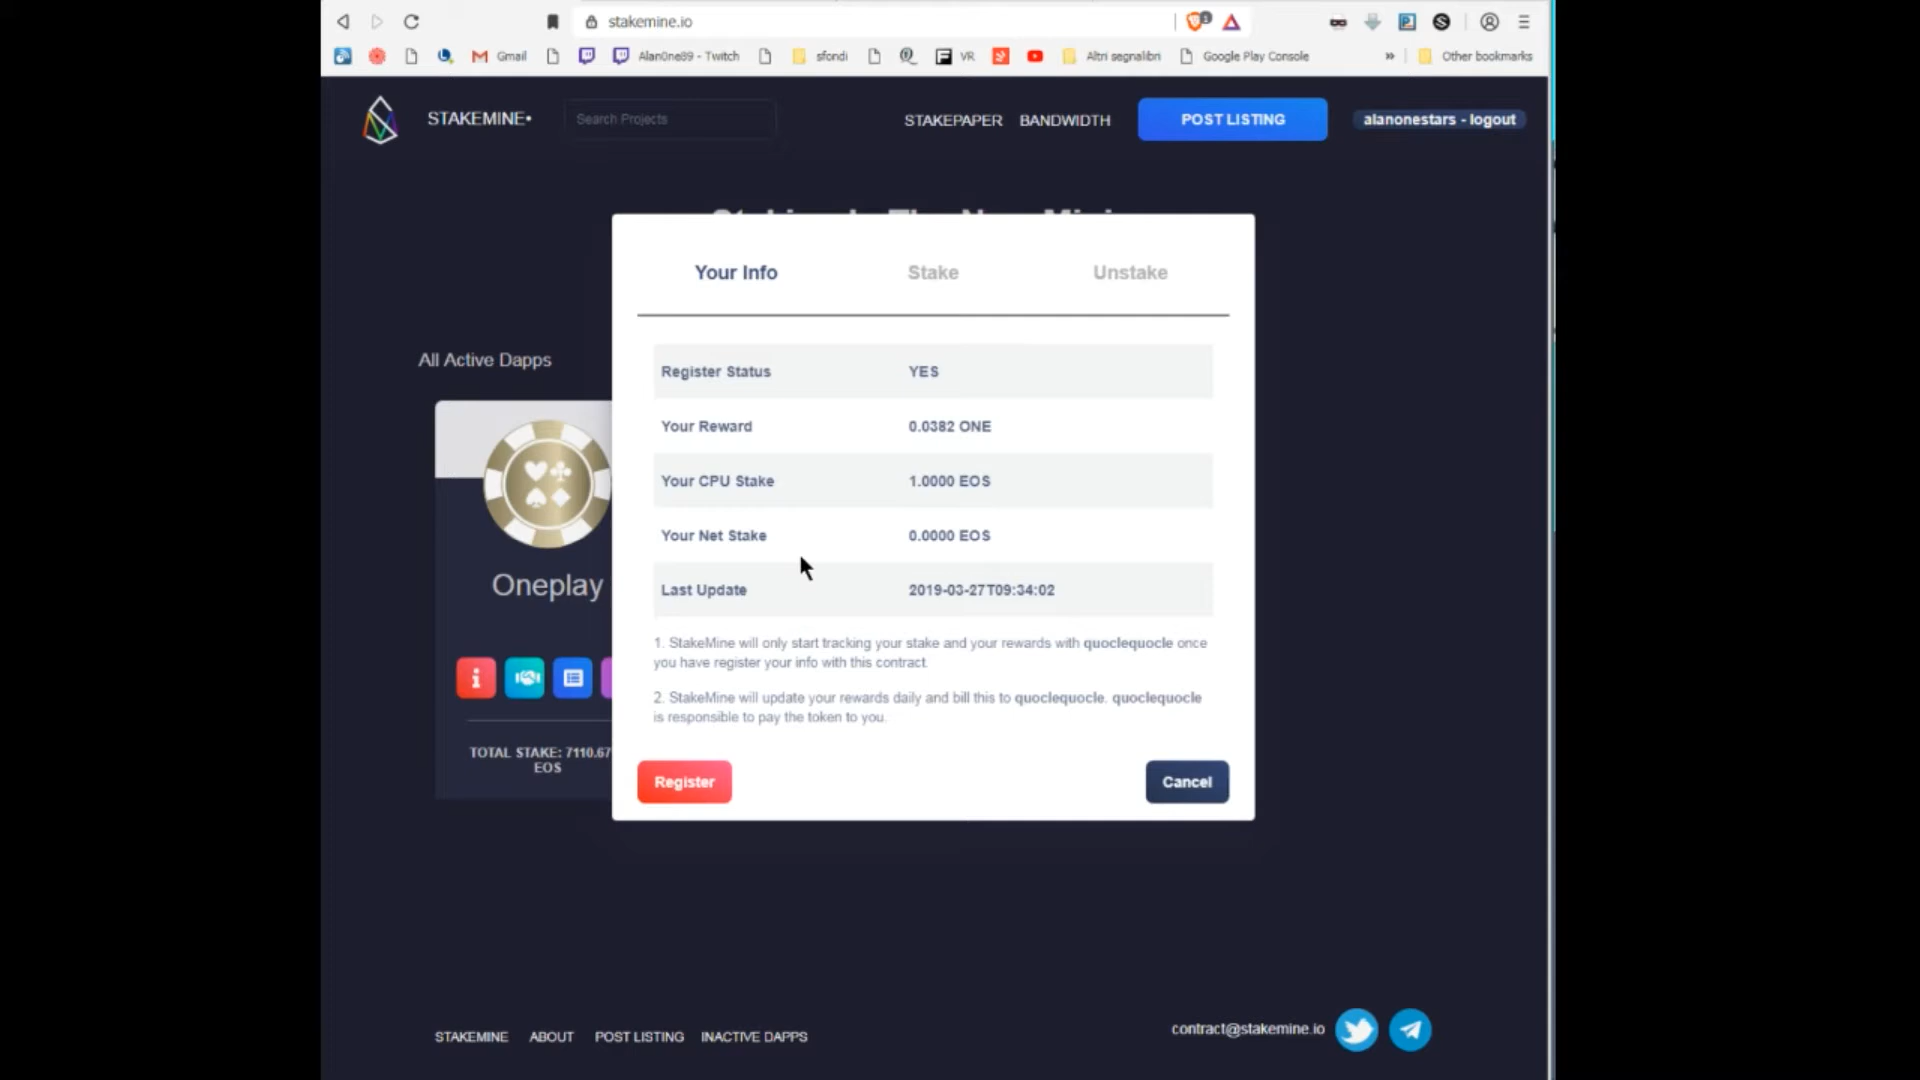 stakemine.io
Gmail
Alan0ne89 - Twitch
sfondi
VR
Altri segnalibri
Google Play Console
»
Other bookmarks
STAKEMINE•
Search Projects
STAKEPAPER
BANDWIDTH
POST LISTING
alanonestars - logout
Your Info
Stake
Unstake
All Active Dapps
Register Status YES
Your Reward 0.0382 ONE
Your CPU Stake 1.0000 EOS
Your Net Stake 0.0000 EOS
Last Update 2019-03-27T09:34:02
Oneplay
1. StakeMine will only start tracking your stake and your rewards with quoclequocle once
you have register your info with this contract.
2. StakeMine will update your rewards daily and bill this to quoclequocle. quoclequocle
is responsible to pay the token to you.
TOTAL STAKE: 7110.67
EOS
Register
Cancel
STAKEMINE
ABOUT
POST LISTING
INACTIVE DAPPS
contract@stakemine.io